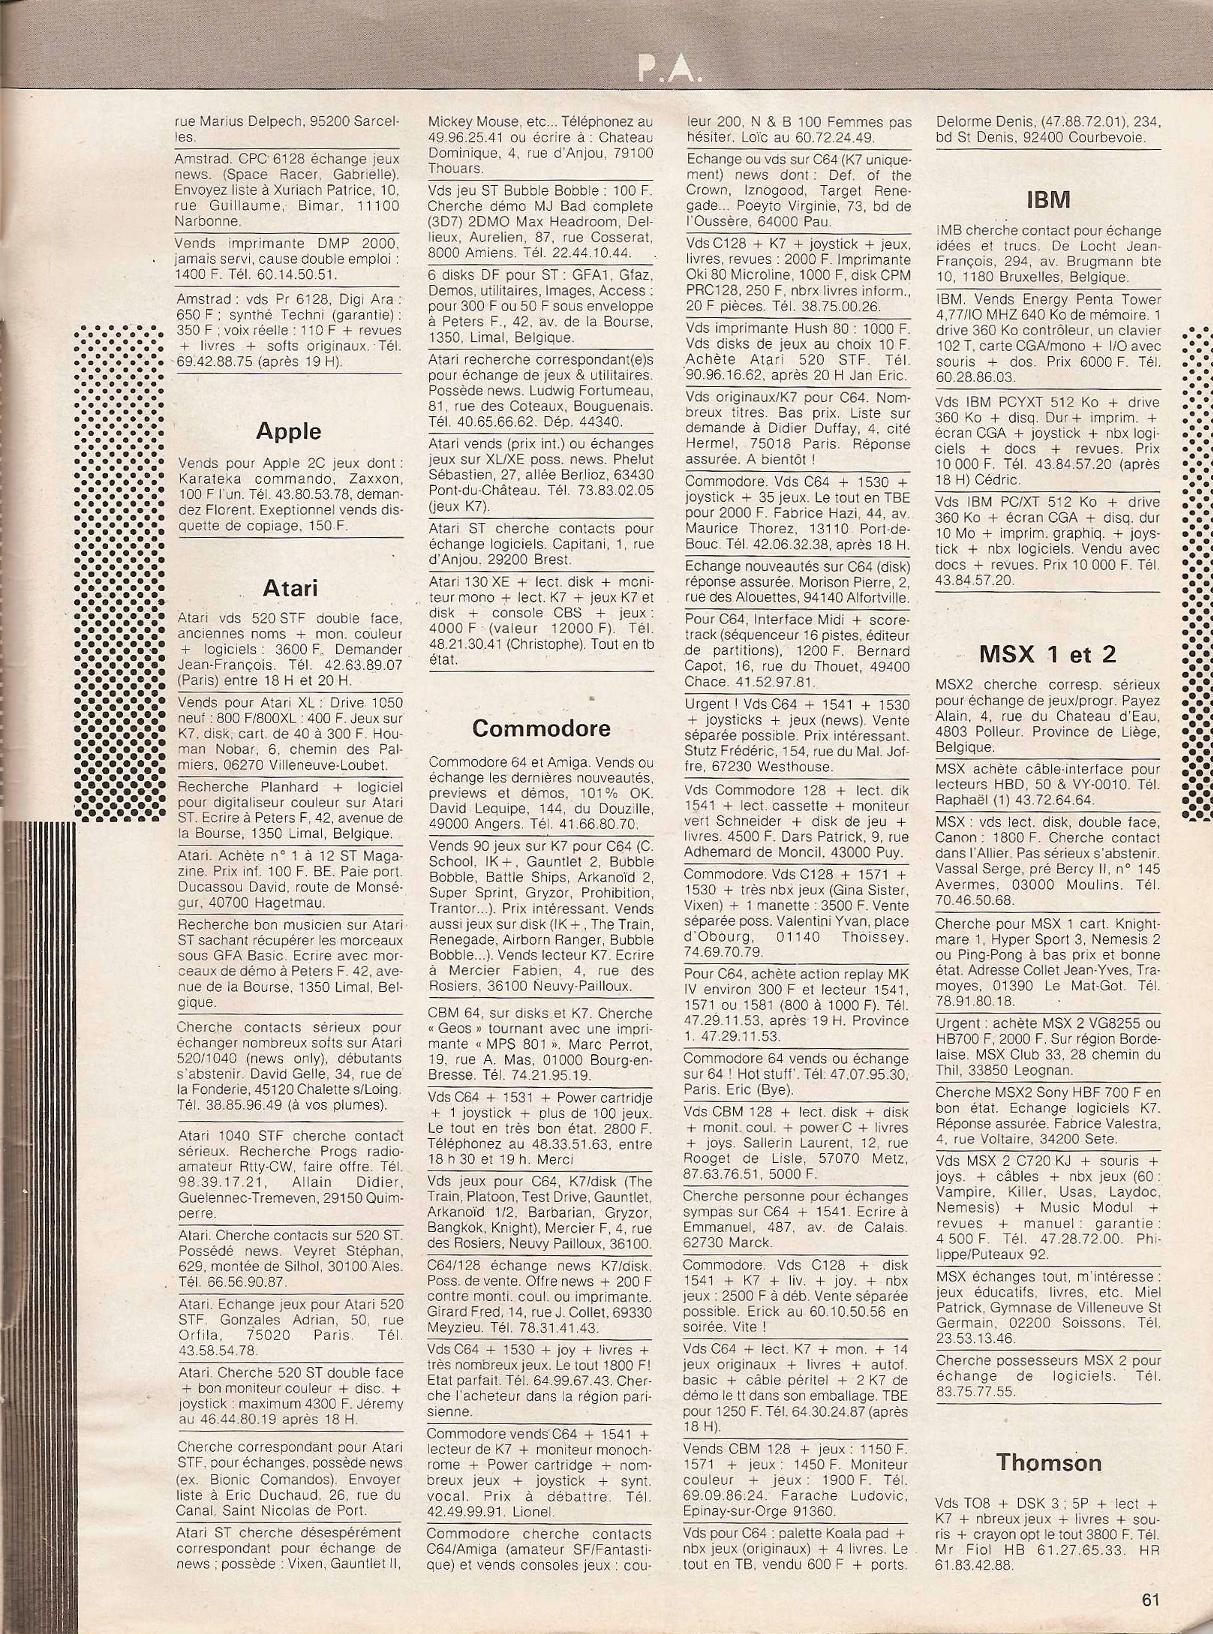 P.A.
rue Marius Delpech, 95200 Sarcel-
les.
Amstrad. CPC 6128 échange jeux
news. (Space Racer, Gabrielle).
Envoyez liste à Xuriach Patrice, 10,
rue Guillaume, Bimar, 11100
Narbonne.
Vends imprimante DMP 2000,
jamais servi, cause double emploi :
1400 F. Tél. 60.14.50.51.
Amstrad : vds Pr 6128, Digi Ara :
650 F ; synthé Techni (garantie) :
350 F ; voix réelle : 110 F + revues
+ livres + softs originaux. Tél.
69.42.88.75 (après 19 H).
Apple
Vends pour Apple 2C jeux dont :
Karateka commando, Zaxxon,
100 F l'un. Tél. 43.80.53.78, deman-
dez Florent. Exeptionnel vends dis-
quette de copiage, 150 F.
Atari
Atari vds 520 STF double face,
anciennes noms + mon. couleur
+ logiciels : 3600 F. Demander
Jean-François. Tél. 42.63.89.07
(Paris) entre 18 H et 20 H.
Vends pour Atari XL : Drive 1050
neuf : 800 F/800XL : 400 F. Jeux sur
K7, disk, cart. de 40 à 300 F. Hou-
man Nobar, 6, chemin des Pal-
miers, 06270 Villeneuve-Loubet.
Recherche Planhard + logiciel
pour digitaliseur couleur sur Atari
ST. Ecrire à Peters F, 42, avenue de
la Bourse, 1350 Limal, Belgique.
Atari. Achète n° 1 à 12 ST Maga-
zine. Prix inf. 100 F. BE. Paie port.
Ducassou David, route de Monsé-
gur, 40700 Hagetmau.
Recherche bon musicien sur Atari
ST sachant récupérer les morceaux
sous GFA Basic. Ecrire avec mor-
ceaux de démo à Peters F. 42, ave-
nue de la Bourse, 1350 Limal, Bel-
gique.
Cherche contacts sérieux pour
échanger nombreux softs sur Atari
520/1040 (news only), débutants
s'abstenir. David Gelle, 34, rue de
la Fonderie, 45120 Chalette s/Loing.
Tél. 38.85.96.49 (à vos plumes).
Atari 1040 STF cherche contact
sérieux. Recherche Progs radio-
amateur Rtty-CW, faire offre. Tél.
98.39.17.21, Allain Didier,
Guelennec-Tremeven, 29150 Quim-
perre.
Atari. Cherche contacts sur 520 ST.
Possédé news. Veyret Stéphan,
629, montée de Silhol, 30100 Ales.
Tél. 66.56.90.87.
Atari. Echange jeux pour Atari 520
STF. Gonzales Adrian, 50, rue
Orfila, 75020 Paris. Tél.
43.58.54.78.
Atari. Cherche 520 ST double face
+ bon moniteur couleur + disc. +
joystick : maximum 4300 F. Jéremy
au 46.44.80.19 après 18 H.
Cherche correspondant pour Atari
STF, pour échanges, possède news
(ex. Bionic Comandos). Envoyer
liste à Eric Duchaud, 26, rue du
Canal, Saint Nicolas de Port.
Atari ST cherche désespérément
correspondant pour échange de
news ; possède : Vixen, Gauntlet II,
Mickey Mouse, etc... Téléphonez au
49.96.25.41 ou écrire à : Chateau
Dominique, 4, rue d'Anjou, 79100
Thouars.
Vds jeu ST Bubble Bobble : 100 F.
Cherche démo MJ Bad complete
(3D7) 2DMO Max Headroom, Del-
lieux, Aurelien, 87, rue Cosserat,
8000 Amiens. Tél. 22.44.10.44.
6 disks DF pour ST : GFA1, Gfaz,
Demos, utilitaires, Images, Access :
pour 300 F ou 50 F sous enveloppe
à Peters F., 42, av. de la Bourse,
1350, Limal, Belgique.
Atari recherche correspondant(e)s
pour échange de jeux & utilitaires.
Possède news. Ludwig Fortumeau,
81, rue des Coteaux, Bouguenais.
Tél. 40.65.66.62. Dép. 44340.
Atari vends (prix int.) ou échanges
jeux sur XL/XE poss. news. Phelut
Sébastien, 27, allée Berlioz, 63430
Pont-du-Château. Tél. 73.83.02.05
(jeux K7).
Atari ST cherche contacts pour
échange logiciels. Capitani, 1, rue
d'Anjou. 29200 Brest.
Atari 130 XE + lect. disk + moni-
teur mono + lect. K7 + jeux K7 et
disk + console CBS + jeux :
4000 F (valeur 12000 F). Tél.
48.21.30.41 (Christophe). Tout en tb
état.
Commodore
Commodore 64 et Amiga. Vends ou
échange les dernières nouveautés,
previews et démos, 101% OK.
David Lequipe, 144, du Douzille,
49000 Angers. Tél. 41.66.80.70.
Vends 90 jeux sur K7 pour C64 (C.
School, IK+, Gauntlet 2, Bubble
Bobble, Battle Ships, Arkanoïd 2,
Super Sprint, Gryzor, Prohibition,
Trantor...). Prix intéressant. Vends
aussi jeux sur disk (IK+, The Train,
Renegade, Airborn Ranger, Bubble
Bobble...). Vends lecteur K7. Ecrire
à Mercier Fabien, 4, rue des
Rosiers, 36100 Neuvy-Pailloux.
CBM 64, sur disks et K7. Cherche
« Geos » tournant avec une impri-
mante « MPS 801 ». Marc Perrot,
19, rue A. Mas, 01000 Bourg-en-
Bresse. Tél. 74.21.95.19.
Vds C64 + 1531 + Power cartridje
+ 1 joystick + plus de 100 jeux.
Le tout en très bon état. 2800 F.
Téléphonez au 48.33.51.63, entre
18 h 30 et 19 h. Merci
Vds jeux pour C64, K7/disk (The
Train, Platoon, Test Drive, Gauntlet,
Arkanoïd 1/2, Barbarian, Gryzor,
Bangkok, Knight), Mercier F, 4, rue
des Rosiers, Neuvy Pailloux, 36100.
C64/128 échange news K7/disk.
Poss. de vente. Offre news + 200 F
contre monti. coul. ou imprimante.
Girard Fred, 14, rue J. Collet, 69330
Meyzieu. Tél. 78.31.41.43.
Vds C64 + 1530 + joy + livres +
très nombreux jeux. Le tout 1800 F!
Etat parfait. Tél. 64.99.67.43. Cher-
che l'acheteur dans la région pari-
sienne.
Commodore vends C64 + 1541 +
lecteur de K7 + moniteur monoch-
rome + Power cartridge + nom-
breux jeux + joystick + synt.
vocal. Prix à débattre. Tél.
42.49.99.91. Lionel.
Commodore cherche contacts
C64/Amiga (amateur SF/Fantasti-
que) et vends consoles jeux : cou-
leur 200, N & B 100 Femmes pas
hésiter. Loïc au 60.72.24.49.
Echange ou vds sur C64 (K7 unique-
ment) news dont : Def. of the
Crown, Iznogood, Target Rene-
gade... Poeyto Virginie, 73, bd de
l'Oussère, 64000 Pau.
Vds C128 + K7 + joystick + jeux,
livres, revues : 2000 F. Imprimante
Oki 80 Microline, 1000 F, disk CPM
PRC128, 250 F, nbrx livres inform.,
20 F pièces. Tél. 38.75.00.26.
Vds imprimante Hush 80 : 1000 F.
Vds disks de jeux au choix 10 F.
Achète Atari 520 STF. Tél.
90.96.16.62, après 20 H Jan Eric.
Vds originaux/K7 pour C64. Nom-
breux titres. Bas prix. Liste sur
demande à Didier Duffay, 4, cité
Hermel, 75018 Paris. Réponse
assurée. A bientôt !
Commodore. Vds C64 + 1530 +
joystick + 35 jeux. Le tout en TBE
pour 2000 F. Fabrice Hazi, 44, av.
Maurice Thorez, 13110 Port-de-
Bouc. Tél. 42.06.32.38, après 18 H.
Echange nouveautés sur C64 (disk)
réponse assurée. Morison Pierre, 2,
rue des Alouettes, 94140 Alfortville.
Pour C64, Interface Midi + score-
track (séquenceur 16 pistes, éditeur
de partitions), 1200 F. Bernard
Capot, 16, rue du Thouet, 49400
Chace. 41.52.97.81.
Urgent ! Vds C64 + 1541 + 1530
+ joysticks + jeux (news). Vente
séparée possible. Prix intéressant.
Stutz Frédéric, 154, rue du Mal. Jof-
fre, 67230 Westhouse.
Vds Commodore 128 + lect. dik
1541 + lect. cassette + moniteur
vert Schneider + disk de jeu +
livres. 4500 F. Dars Patrick, 9, rue
Adhemard de Moncil, 43000 Puy.
Commodore. Vds C128 + 1571 +
1530 + très nbx jeux (Gina Sister,
Vixen) + 1 manette : 3500 F. Vente
séparée poss. Valentini Yvan, place
d'Obourg, 01140 Thoissey.
74.69.70.79.
Pour C64, achète action replay MK
IV environ 300 F et lecteur 1541,
1571 ou 1581 (800 à 1000 F). Tél.
47.29.11.53, après 19 H. Province
1. 47.29.11.53.
Commodore 64 vends ou échange
sur 64 ! Hot stuff'. Tél. 47.07.95.30,
Paris. Eric (Bye).
Vds CBM 128 + lect. disk + disk
+ monit. coul. + power C + livres
+ joys. Sallerin Laurent, 12, rue
Rooget de Lisle, 57070 Metz,
87.63.76.51, 5000 F.
Cherche personne pour échanges
sympas sur C64 + 1541. Ecrire à
Emmanuel, 487, av. de Calais.
62730 Marck.
Commodore. Vds C128 + disk
1541 + K7 + liv. + joy. + nbx
jeux : 2500 F à déb. Vente séparée
possible. Erick au 60.10.50.56 en
soirée. Vite !
Vds C64 + lect. K7 + mon. + 14
jeux originaux + livres + autof.
basic + câble péritel + 2 K7 de
démo le tt dans son emballage. TBE
pour 1250 F. Tél. 64.30.24.87 (après
18 H).
Vends CBM 128 + jeux : 1150 F.
1571 + jeux : 1450 F. Moniteur
couleur + jeux : 1900 F. Tél.
69.09.86.24. Farache Ludovic,
Epinay-sur-Orge 91360.
Vds pour C64 : palette Koala pad +
nbx jeux (originaux) + 4 livres. Le
tout en TB, vendu 600 F + ports.
Delorme Denis, (47.88.72.01), 234,
bd St Denis, 92400 Courbevoie.
IBM
IMB cherche contact pour échange
idées et trucs. De Locht Jean-
François, 294, av. Brugmann bte
10, 1180 Bruxelles, Belgique.
IBM. Vends Energy Penta Tower
4,77/IO MHZ 640 Ko de mémoire. 1
drive 360 Ko contrôleur, un clavier
102 T, carte CGA/mono + I/O avec
souris + dos. Prix 6000 F. Tél.
60.28.86.03.
Vds IBM PCYXT 512 Ko + drive
360 Ko + disq. Dur + imprim. +
écran CGA + joystick + nbx logi-
ciels + docs + revues. Prix
10 000 F. Tél. 43.84.57.20 (après
18 H) Cédric.
Vds IBM PC/XT 512 Ko + drive
360 Ko + écran CGA + disq. dur
10 Mo + imprim. graphiq. + joys-
tick + nbx logiciels. Vendu avec
docs + revues. Prix 10 000 F. Tél.
43.84.57.20.
MSX 1 et 2
MSX2 cherche corresp. sérieux
pour échange de jeux/progr. Payez
Alain, 4, rue du Chateau d'Eau,
4803 Polleur. Province de Liège,
Belgique.
MSX achète câble-interface pour
lecteurs HBD, 50 & VY-0010. Tél.
Raphaël (1) 43.72.64.64.
MSX : vds lect. disk, double face,
Canon : 1800 F. Cherche contact
dans l'Allier. Pas sérieux s'abstenir.
Vassal Serge, pré Bercy II, n° 145
Avermes, 03000 Moulins. Tél.
70.46.50.68.
Cherche pour MSX 1 cart. Knight-
mare 1, Hyper Sport 3, Nemesis 2
ou Ping-Pong à bas prix et bonne
état. Adresse Collet Jean-Yves, Tra-
moyes, 01390 Le Mat-Got. Tél.
78.91.80.18.
Urgent : achète MSX 2 VG8255 ou
HB700 F, 2000 F. Sur région Borde-
laise. MSX Club 33, 28 chemin du
Thil, 33850 Leognan.
Cherche MSX2 Sony HBF 700 F en
bon état. Echange logiciels K7.
Réponse assurée. Fabrice Valestra,
4, rue Voltaire, 34200 Sete.
Vds MSX 2 C720 KJ + souris +
joys. + câbles + nbx jeux (60 :
Vampire, Killer, Usas, Laydoc,
Nemesis) + Music Modul +
revues + manuel : garantie :
4 500 F. Tél. 47.28.72.00. Phi-
lippe/Puteaux 92.
MSX échanges tout, m'intéresse :
jeux éducatifs, livres, etc. Miel
Patrick, Gymnase de Villeneuve St
Germain, 02200 Soissons. Tél.
23.53.13.46.
Cherche possesseurs MSX 2 pour
échange de logiciels. Tél.
83.75.77.55.
Thomson
Vds TO8 + DSK 3 ; 5P + lect +
K7 + nbreux jeux + livres + sou-
ris + crayon opt le tout 3800 F. Tél.
Mr Fiol HB 61.27.65.33. HR
61.83.42.88.
61